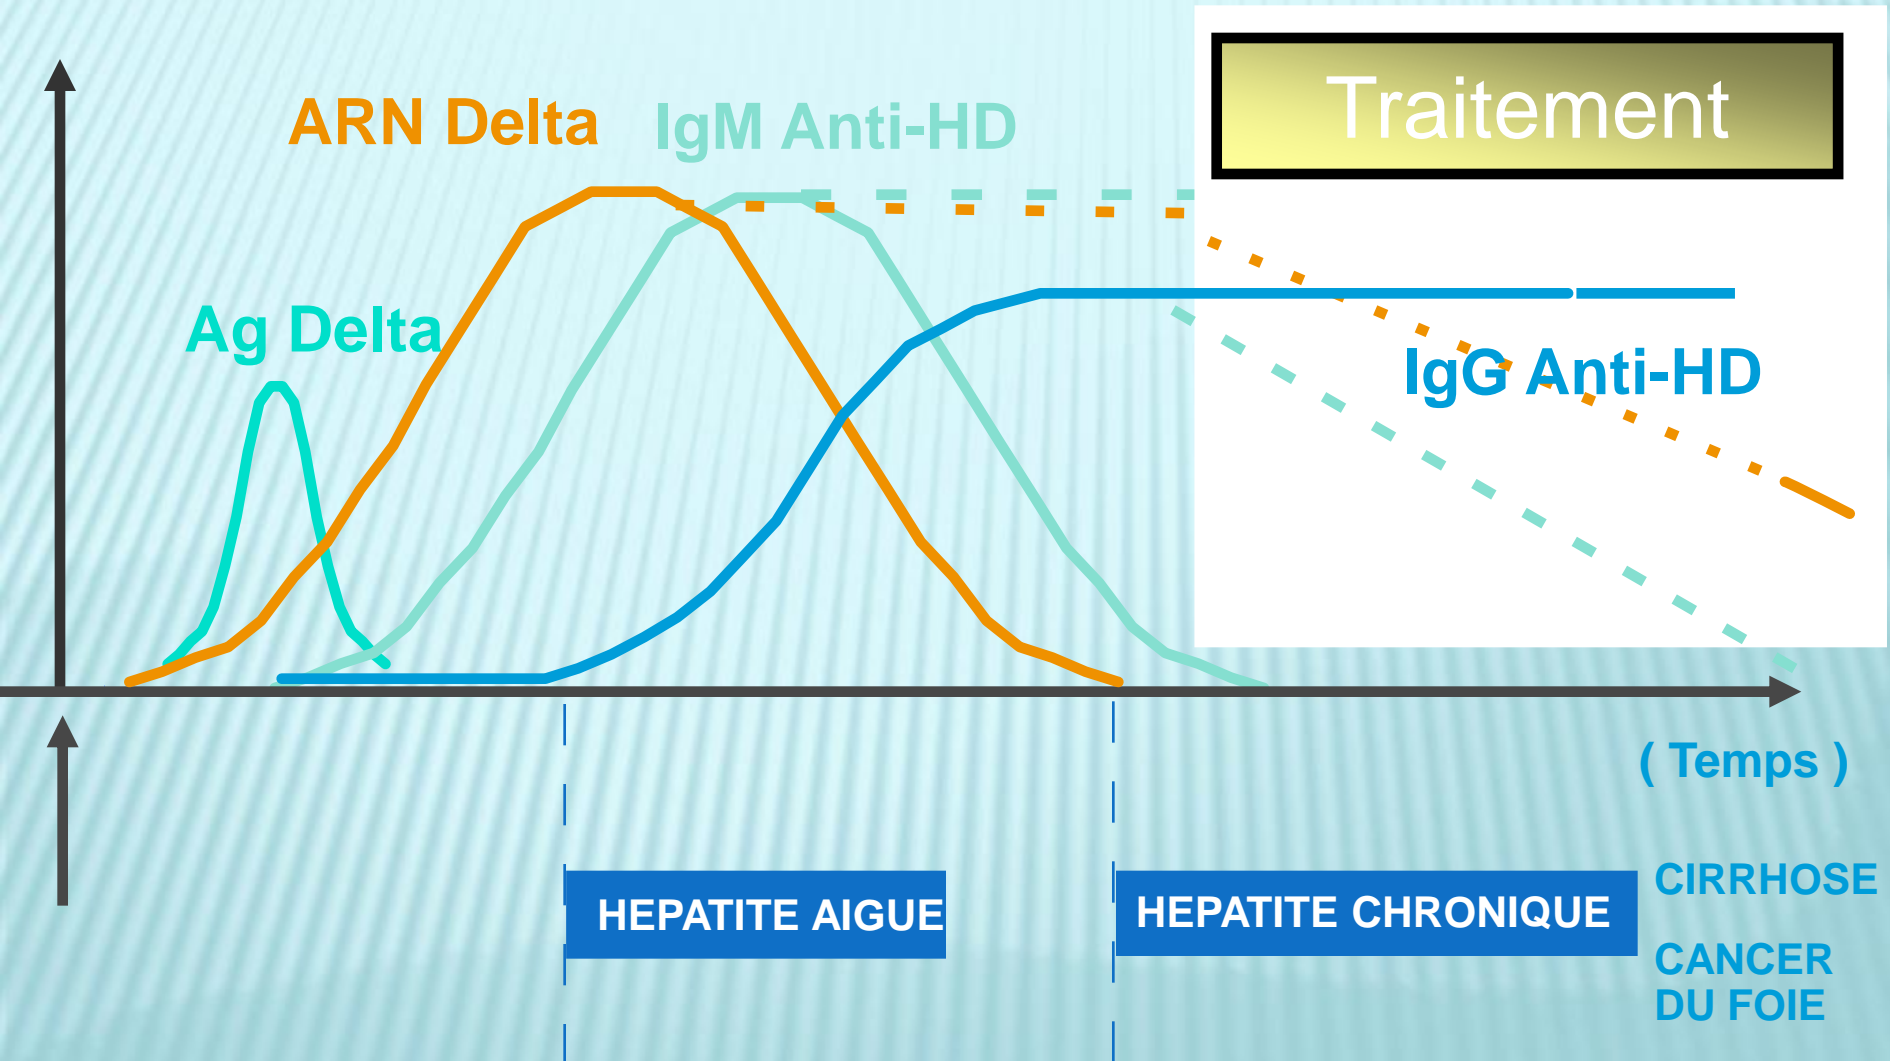 Traitement
ARN Delta
IgM Anti-HD
Ag Delta
IgG Anti-HD
( Temps )
HEPATITE AIGUE
HEPATITE CHRONIQUE
CIRRHOSE
CANCER
DU FOIE